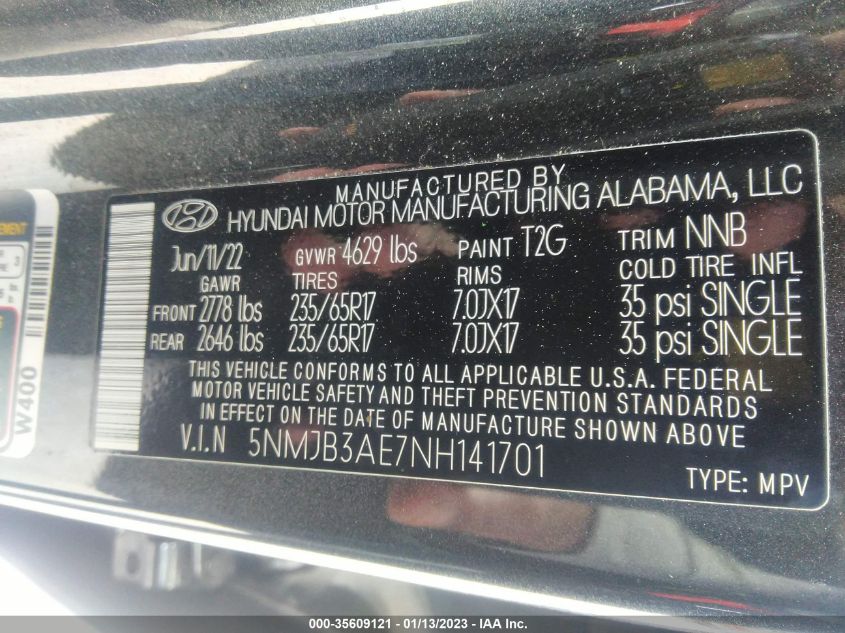 MANUFACTURED BY
HYUNDAI MOTOR MANUFACTURING ALABAMA, LLC
Jun/11/22 GVWR 4629 lbs PAINT T2G TRIM NNB
GAWR TIRES RIMS COLD TIRE INFL
FRONT 2778 lbs 235/65R17 7.0JX17 35 psi SINGLE
REAR 2646 lbs 235/65R17 7.0JX17 35 psi SINGLE
THIS VEHICLE CONFORMS TO ALL APPLICABLE U.S.A. FEDERAL
MOTOR VEHICLE SAFETY AND THEFT PREVENTION STANDARDS
IN EFFECT ON THE DATE OF MANUFACTURE SHOWN ABOVE
V.I.N 5NMJB3AE7NH141701
TYPE: MPV
W400
000-35609121 - 01/13/2023 - IAA Inc.